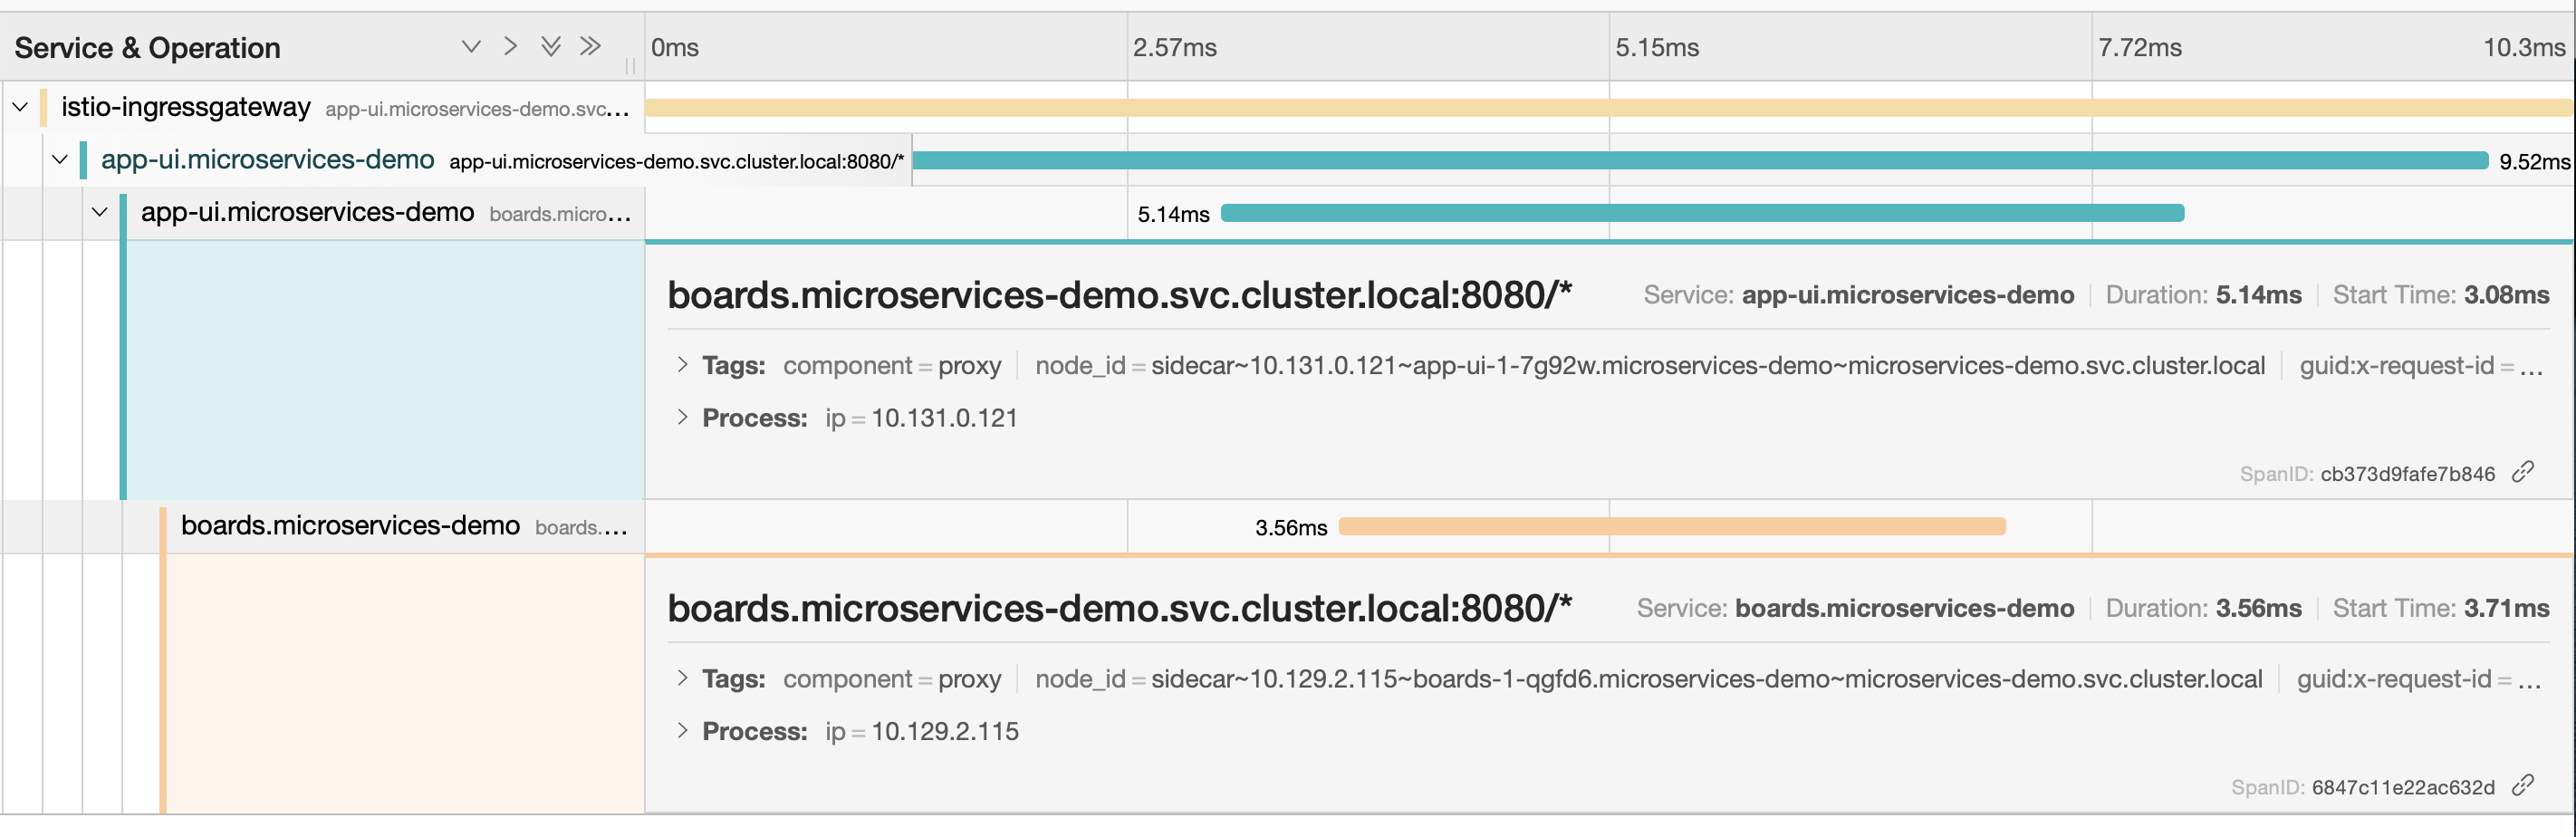 Service & Operation 0ms 2.57ms 5.15ms 7.72ms 10.3ms
istio-ingressgateway app-ui.microservices-demo.svc...
app-ui.microservices-demo app-ui.microservices-demo.svc.cluster.local:8080/* 9.52ms
app-ui.microservices-demo boards.micro... 5.14ms
boards.microservices-demo.svc.cluster.local:8080/* Service: app-ui.microservices-demo Duration: 5.14ms Start Time: 3.08ms
Tags: component = proxy node_id = sidecar~10.131.0.121~app-ui-1-7g92w.microservices-demo~microservices-demo.svc.cluster.local guid:x-request-id = ...
Process: ip = 10.131.0.121
SpanID: cb373d9fafe7b846
boards.microservices-demo boards.... 3.56ms
boards.microservices-demo.svc.cluster.local:8080/* Service: boards.microservices-demo Duration: 3.56ms Start Time: 3.71ms
Tags: component = proxy node_id = sidecar~10.129.2.115~boards-1-qgfd6.microservices-demo~microservices-demo.svc.cluster.local guid:x-request-id = ...
Process: ip = 10.129.2.115
SpanID: 6847c11e22ac632d